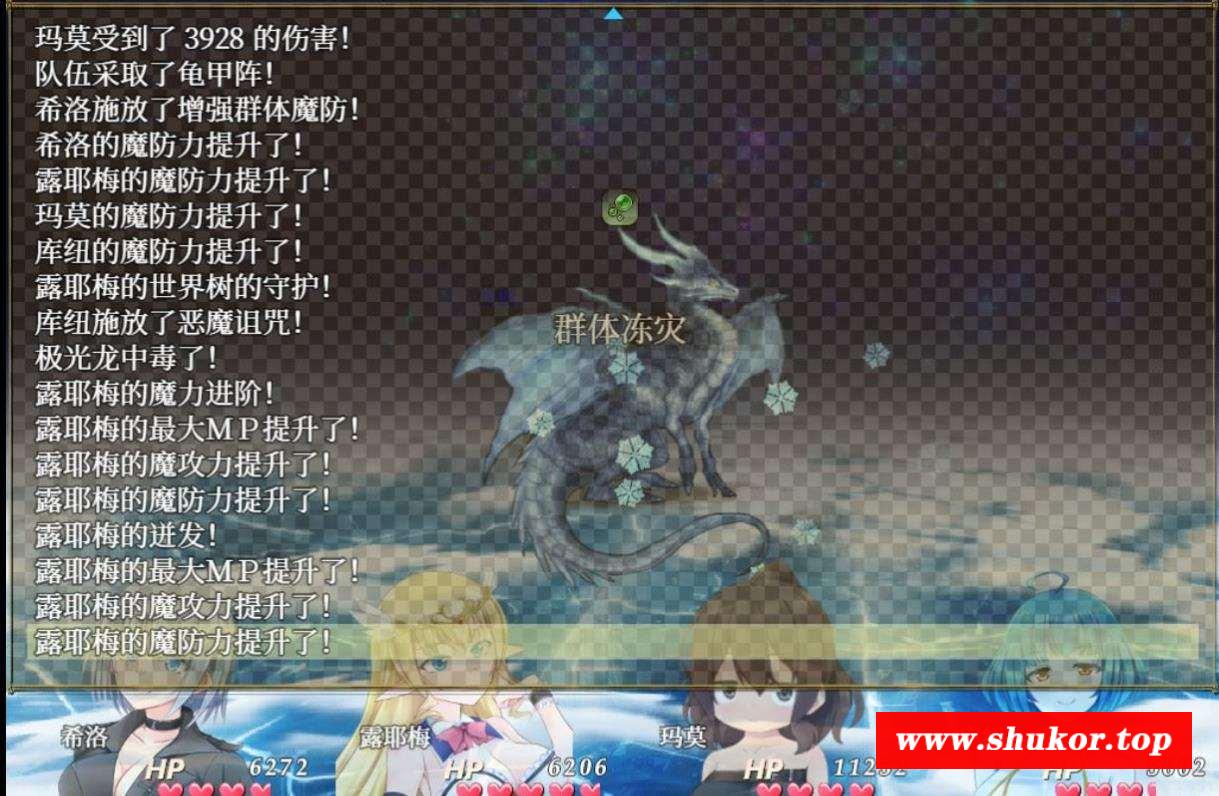 玛莫受到了 3928 的伤害！
队伍采取了龟甲阵！
希洛施放了增强群体魔防！
希洛的魔防力提升了！
露耶梅的魔防力提升了！
玛莫的魔防力提升了！
库纽的魔防力提升了！
露耶梅的世界树的守护！
库纽施放了恶魔诅咒！
群体冻灾
极光龙中毒了！
露耶梅的魔力进阶！
露耶梅的最大ＭＰ提升了！
露耶梅的魔攻力提升了！
露耶梅的魔防力提升了！
露耶梅的迸发！
露耶梅的最大ＭＰ提升了！
露耶梅的魔攻力提升了！
露耶梅的魔防力提升了！
希洛 露耶梅 玛莫
www.shukor.top
HP 6272 HP 6206 HP HP